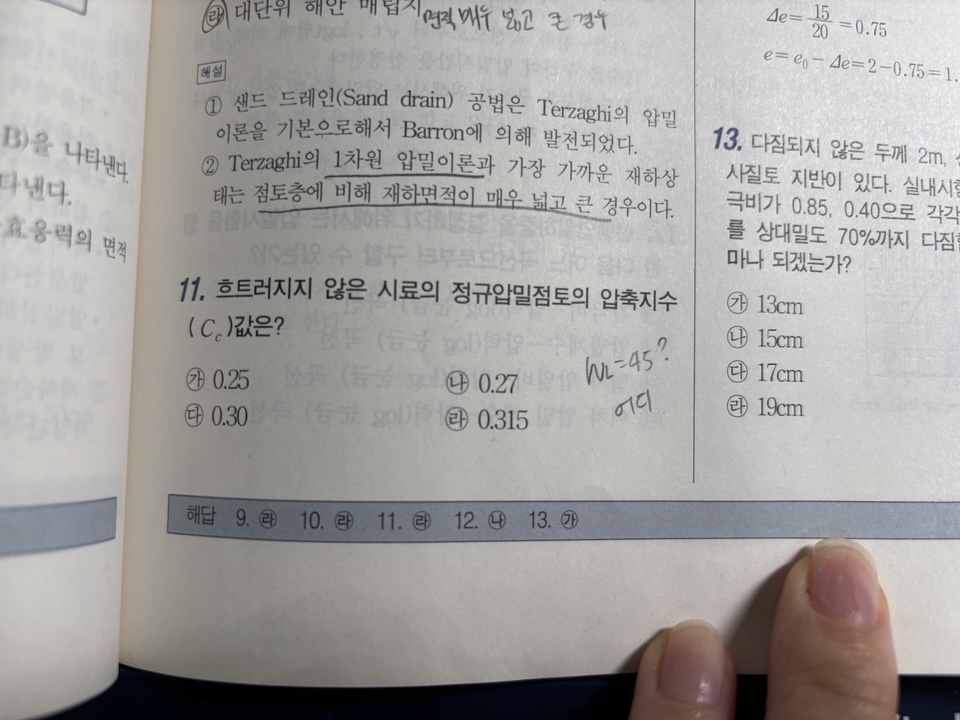 B)을 나타낸다.
타낸다.
효응력의 면적
㉱ 대단위 해안 매립지 면적 매우 넓고 큰 경우
해설
① 샌드 드레인(Sand drain) 공법은 Terzaghi의 압밀
이론을 기본으로해서 Barron에 의해 발전되었다.
② Terzaghi의 1차원 압밀이론과 가장 가까운 재하상
태는 점토층에 비해 재하면적이 매우 넓고 큰 경우이다.
11. 흐트러지지 않은 시료의 정규압밀점토의 압축지수
(C_c)값은?
WL=45?
어디
㉮ 0.25 ㉯ 0.27
㉰ 0.30 ㉱ 0.315
Δe=15/20=0.75
e=e₀-Δe=2-0.75=1.
13. 다짐되지 않은 두께 2m,
사질토 지반이 있다. 실내시험
극비가 0.85, 0.40으로 각각
를 상대밀도 70%까지 다짐할
마나 되겠는가?
㉮ 13cm
㉯ 15cm
㉰ 17cm
㉱ 19cm
해답 9. ㉱ 10. ㉱ 11. ㉱ 12. ㉯ 13. ㉮